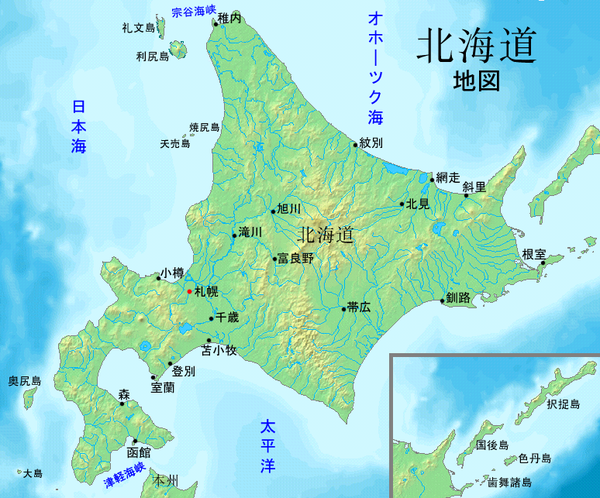 北海道
地図
宗谷海峡
稚内
礼文島
利尻島
オホーツク海
日本海
焼尻島
天売島
紋別
網走
斜里
北見
旭川
滝川
北海道
富良野
根室
小樽
札幌
釧路
帯広
千歳
苫小牧
登別
室蘭
奥尻島
森
太平洋
函館
大島
津軽海峡
本州
択捉島
国後島
色丹島
歯舞諸島